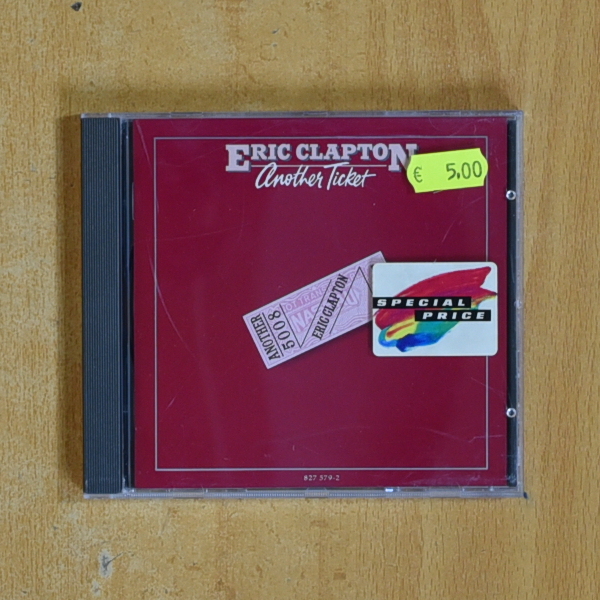 ERIC CLAPTON
Another Ticket
€ 5,00
ANOTHER
5008
ERIC CLAPTON
SPECIAL
PRICE
827 579-2